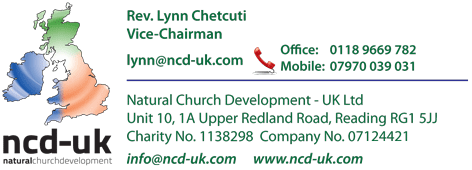 Rev. Lynn Chetcuti
Vice-Chairman
lynn@ncd-uk.com
Office: 0118 9669 782
Mobile: 07970 039 031
Natural Church Development - UK Ltd
Unit 10, 1A Upper Redland Road, Reading RG1 5JJ
Charity No. 1138298 Company No. 07124421
info@ncd-uk.com www.ncd-uk.com
ncd-uk
naturalchurchdevelopment